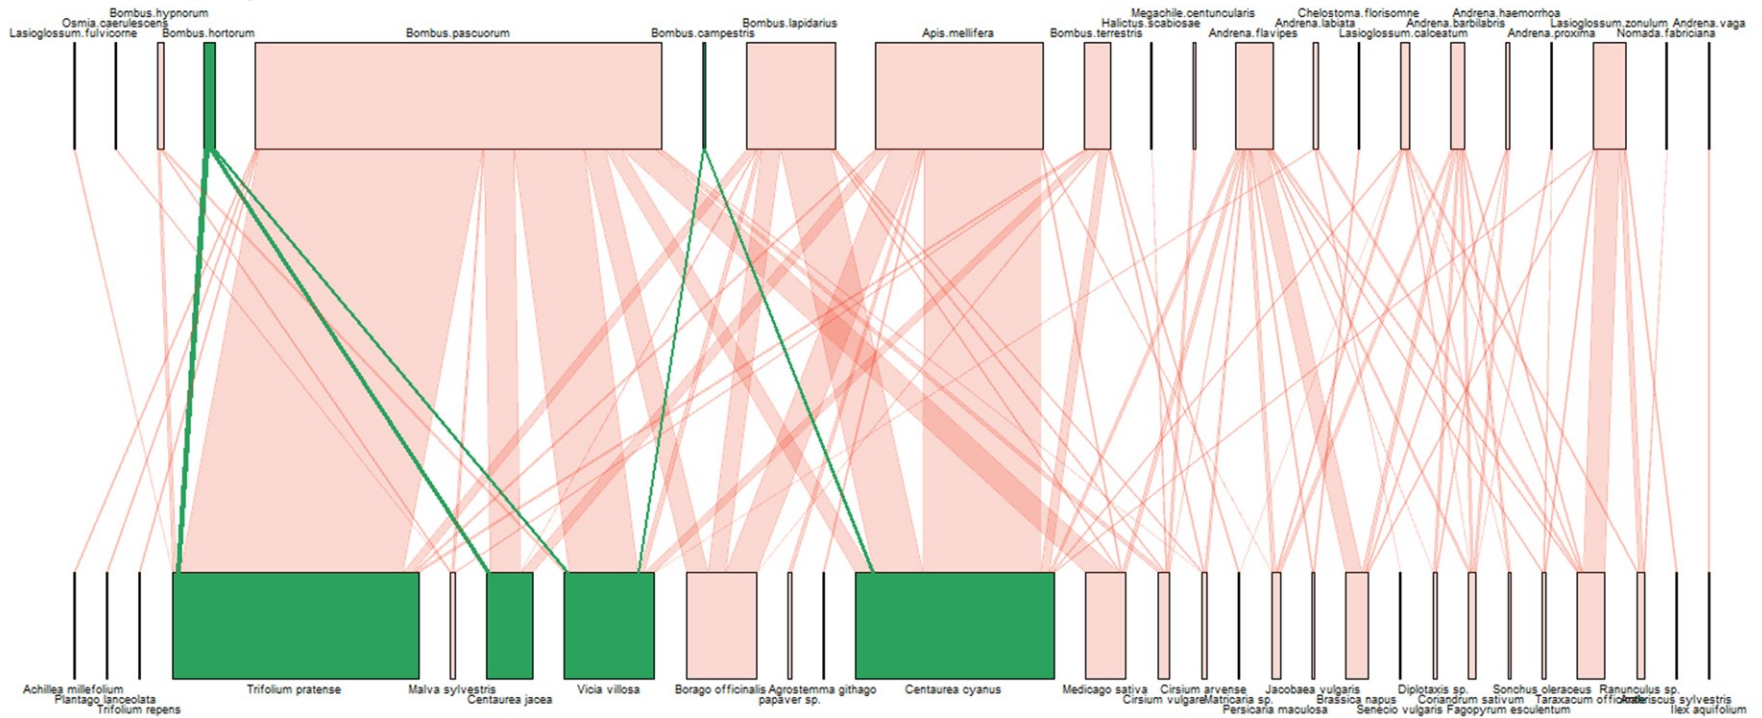 Bombus.hypnorum
Megachile.centuncularis
Chelostoma.florisomne
Andrena.haemorrhoa
Osmia.caerulescens
Bombus.lapidarius
Halictus.scabiosae
Andrena.labiata
Andrena.barbilabris
Lasioglossum.zonulum
Andrena.vaga
Lasioglossum.fulvicorne
Bombus.hortorum
Bombus.pascuorum
Bombus.campestris
Apis.mellifera
Bombus.terrestris
Andrena.flavipes
Lasioglossum.calceatum
Andrena.proxima
Nomada.fabriciana
Achillea millefolium
Trifolium pratense
Malva sylvestris
Vicia villosa
Borago officinalis
Agrostemma githago
Centaurea cyanus
Medicago sativa
Cirsium arvense
Jacobaea vulgaris
Diplotaxis sp.
Sonchus oleraceus
Ranunculus sp.
Plantago lanceolata
Centaurea jacea
papaver sp.
Cirsium vulgare
Matricaria sp.
Brassica napus
Coriandrum sativum
Taraxacum
Trifolium repens
Persicaria maculosa
Senecio vulgaris
Fagopyrum esculentum
Ilex aquifolium